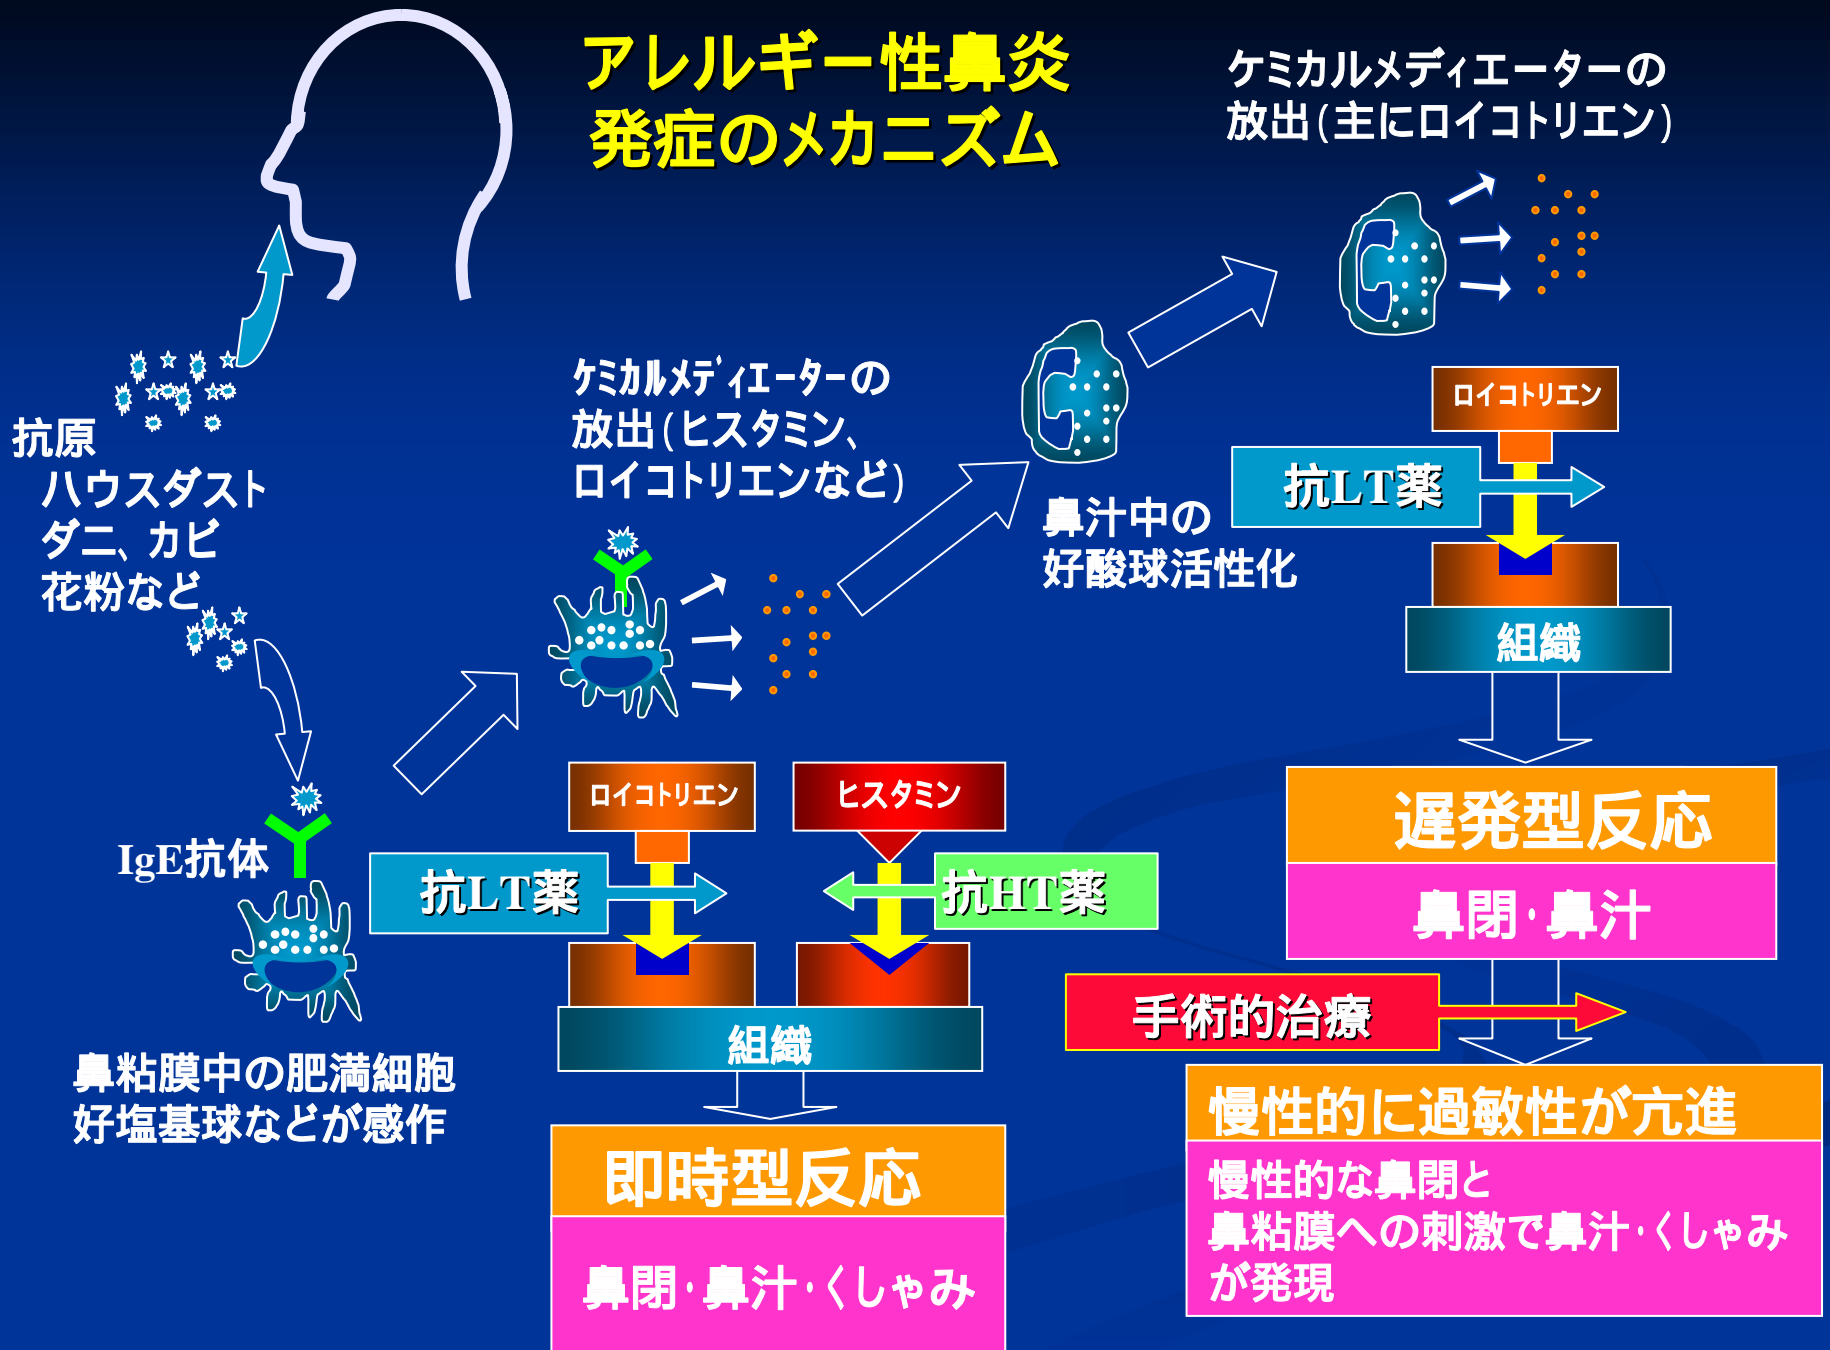 アレルギー性鼻炎
発症のメカニズム
ケミカルメディエーターの
放出(主にロイコトリエン)
抗原
ハウスダスト
ダニ、カビ
花粉など
ケミカルメディエーターの
放出(ヒスタミン、
ロイコトリエンなど)
鼻汁中の
好酸球活性化
ロイコトリエン
抗LT薬
組織
IgE抗体
鼻粘膜中の肥満細胞
好塩基球などが感作
ロイコトリエン
ヒスタミン
抗LT薬
抗HT薬
組織
即時型反応
鼻閉・鼻汁・くしゃみ
遅発型反応
鼻閉・鼻汁
手術的治療
慢性的に過敏性が亢進
慢性的な鼻閉と
鼻粘膜への刺激で鼻汁・くしゃみ
が発現